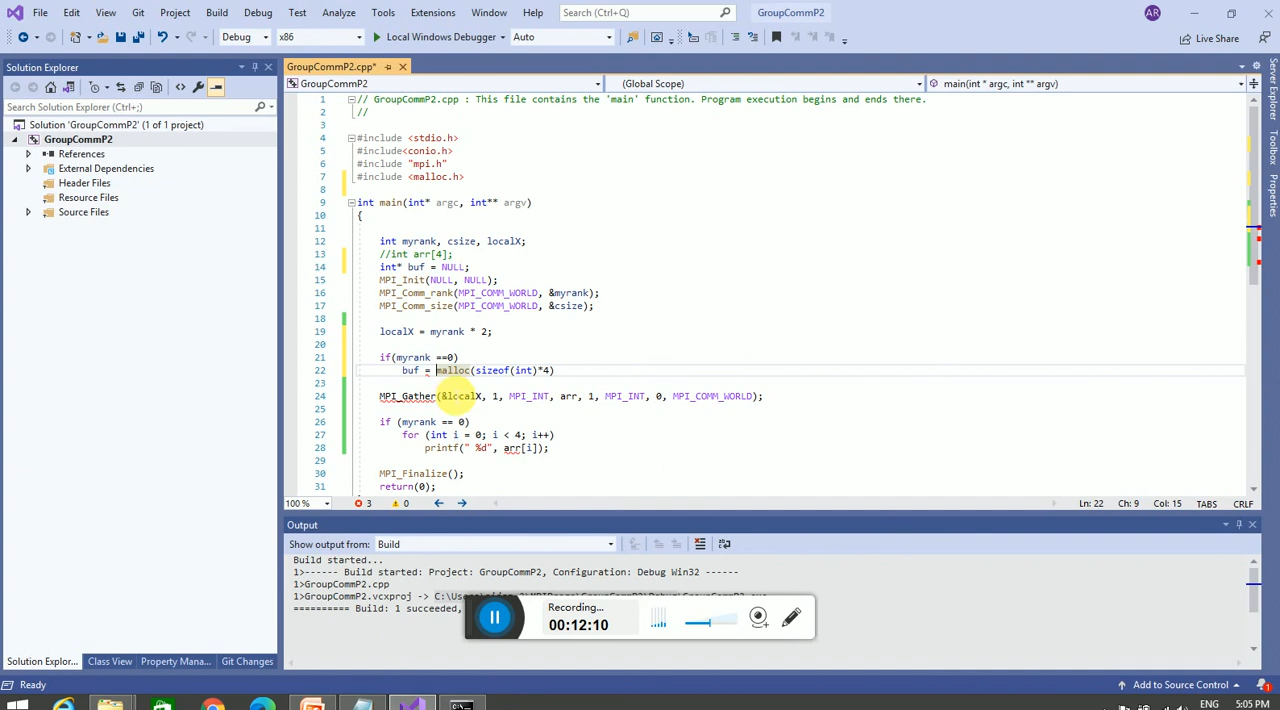 File Edit View Git Project Build Debug Test Analyze Tools Extensions Window Help Search (Ctrl+Q) GroupCommP2 AR
Debug x86 Local Windows Debugger Auto Live Share
Solution Explorer
Search Solution Explorer (Ctrl+;)
Solution 'GroupCommP2' (1 of 1 project)
GroupCommP2
References
External Dependencies
Header Files
Resource Files
Source Files
Solution Explor... Class View Property Mana... Git Changes
GroupCommP2.cpp*
GroupCommP2 (Global Scope) main(int * argc, int ** argv)
1 // GroupCommP2.cpp : This file contains the 'main' function. Program execution begins and ends there.
2 //
3
4 #include <stdio.h>
5 #include<conio.h>
6 #include "mpi.h"
7 #include <malloc.h>
8
9 int main(int* argc, int** argv)
10 {
11
12 int myrank, csize, localX;
13 //int arr[4];
14 int* buf = NULL;
15 MPI_Init(NULL, NULL);
16 MPI_Comm_rank(MPI_COMM_WORLD, &myrank);
17 MPI_Comm_size(MPI_COMM_WORLD, &csize);
18
19 localX = myrank * 2;
20
21 if(myrank ==0)
22 buf = malloc(sizeof(int)*4)
23
24 MPI_Gather(&localX, 1, MPI_INT, arr, 1, MPI_INT, 0, MPI_COMM_WORLD);
25
26 if (myrank == 0)
27 for (int i = 0; i < 4; i++)
28 printf(" %d", arr[i]);
29
30 MPI_Finalize();
31 return(0);
100 % 3 0 Ln: 22 Ch: 9 Col: 15 TABS CRLF
Server Explorer
Toolbox
Properties
Output
Show output from: Build
Build started...
1>------ Build started: Project: GroupCommP2, Configuration: Debug Win32 ------
1>GroupCommP2.cpp
1>GroupCommP2.vcxproj ->
========== Build: 1 succeeded,
Recording...
00:12:10
Ready Add to Source Control 1
ENG 5:05 PM